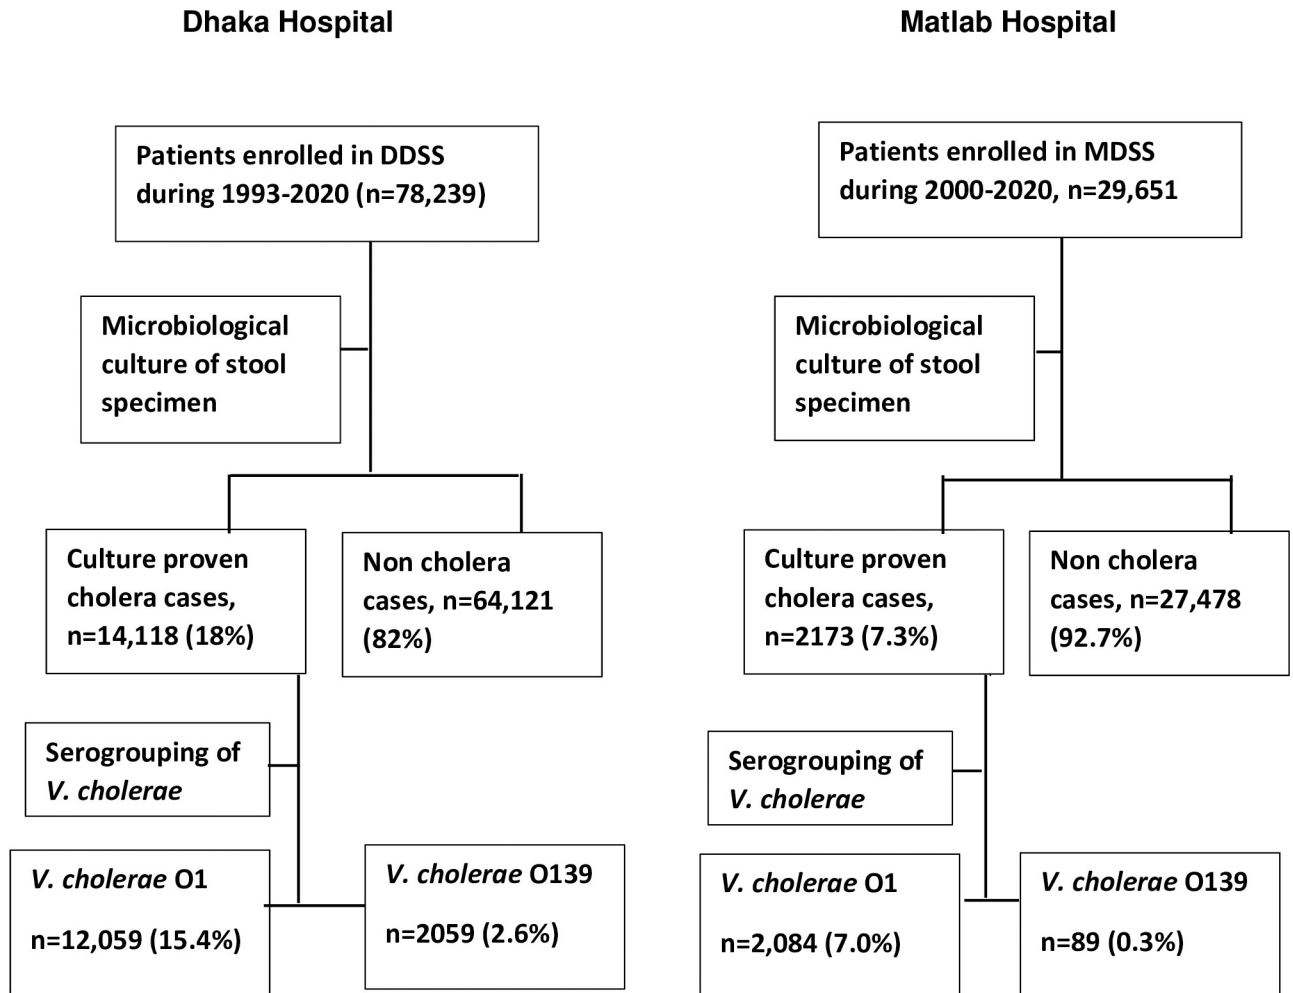 Dhaka Hospital
Patients enrolled in DDSS
during 1993-2020 (n=78,239)
Microbiological
culture of stool
specimen
Culture proven
cholera cases,
n=14,118 (18%)
Non cholera
cases, n=64,121
(82%)
Serogrouping of
V. cholerae
V. cholerae O1
n=12,059 (15.4%)
V. cholerae O139
n=2059 (2.6%)
Matlab Hospital
Patients enrolled in MDSS
during 2000-2020, n=29,651
Microbiological
culture of stool
specimen
Culture proven
cholera cases,
n=2173 (7.3%)
Non cholera
cases, n=27,478
(92.7%)
Serogrouping of
V. cholerae
V. cholerae O1
n=2,084 (7.0%)
V. cholerae O139
n=89 (0.3%)